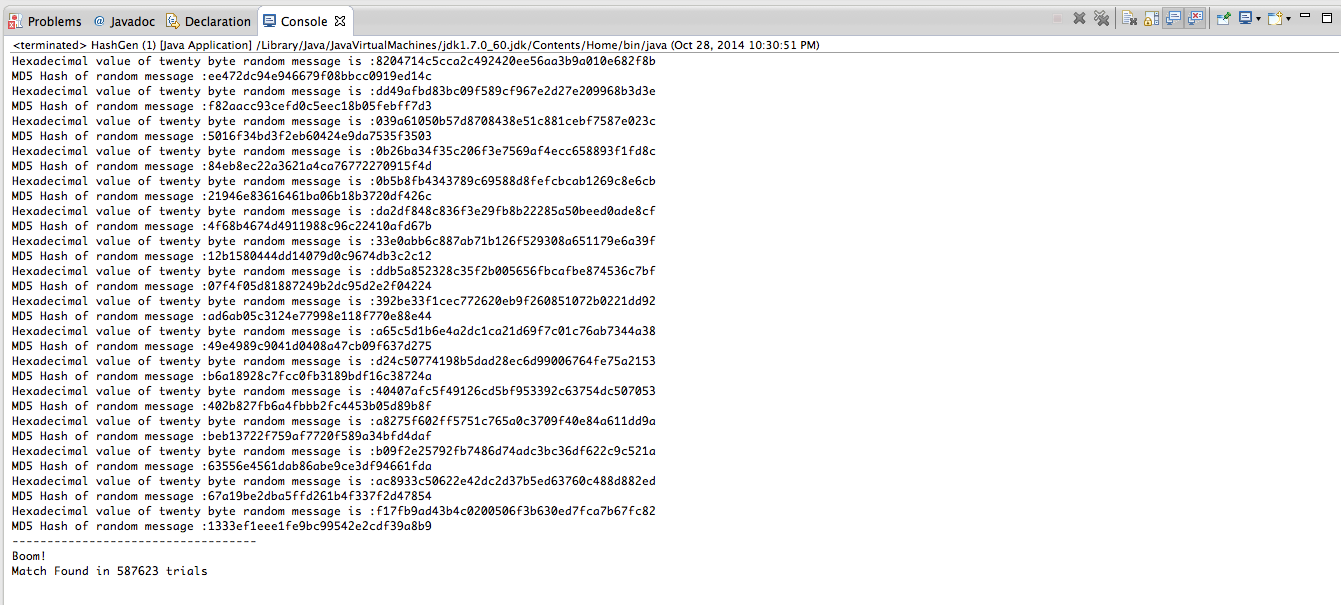 Problems @ Javadoc Declaration Console
<terminated> HashGen (1) [Java Application] /Library/Java/JavaVirtualMachines/jdk1.7.0_60.jdk/Contents/Home/bin/java (Oct 28, 2014 10:30:51 PM)
Hexadecimal value of twenty byte random message is :8204714c5cca2c492420ee56aa3b9a010e682f8b
MD5 Hash of random message :ee472dc94e946679f08bbcc0919ed14c
Hexadecimal value of twenty byte random message is :dd49afbd83bc09f589cf967e2d27e209968b3d3e
MD5 Hash of random message :f82aacc93cefd0c5eec18b05febff7d3
Hexadecimal value of twenty byte random message is :039a61050b57d8708438e51c881cebf7587e023c
MD5 Hash of random message :5016f34bd3f2eb60424e9da7535f3503
Hexadecimal value of twenty byte random message is :0b26ba34f35c206f3e7569af4ecc658893f1fd8c
MD5 Hash of random message :84eb8ec22a3621a4ca76772270915f4d
Hexadecimal value of twenty byte random message is :0b5b8fb4343789c69588d8fefcbcab1269c8e6cb
MD5 Hash of random message :21946e83616461ba06b18b3720df426c
Hexadecimal value of twenty byte random message is :da2df848c836f3e29fb8b22285a50beed0ade8cf
MD5 Hash of random message :4f68b4674d4911988c96c22410afd67b
Hexadecimal value of twenty byte random message is :33e0abb6c887ab71b126f529308a651179e6a39f
MD5 Hash of random message :12b1580444dd14079d0c9674db3c2c12
Hexadecimal value of twenty byte random message is :ddb5a852328c35f2b005656fbcafbe874536c7bf
MD5 Hash of random message :07f4f05d81887249b2dc95d2e2f04224
Hexadecimal value of twenty byte random message is :392be33f1cec772620eb9f260851072b0221dd92
MD5 Hash of random message :ad6ab05c3124e77998e118f770e88e44
Hexadecimal value of twenty byte random message is :a65c5d1b6e4a2dc1ca21d69f7c01c76ab7344a38
MD5 Hash of random message :49e4989c9041d0408a47cb09f637d275
Hexadecimal value of twenty byte random message is :d24c50774198b5dad28ec6d99006764fe75a2153
MD5 Hash of random message :b6a18928c7fcc0fb3189bdf16c38724a
Hexadecimal value of twenty byte random message is :40407afc5f49126cd5bf953392c63754dc507053
MD5 Hash of random message :402b827fb6a4fbbb2fc4453b05d89b8f
Hexadecimal value of twenty byte random message is :a8275f602ff5751c765a0c3709f40e84a611dd9a
MD5 Hash of random message :beb13722f759af7720f589a34bfd4daf
Hexadecimal value of twenty byte random message is :b09f2e25792fb7486d74adc3bc36df622c9c521a
MD5 Hash of random message :63556e4561dab86abe9ce3df94661fda
Hexadecimal value of twenty byte random message is :ac8933c50622e42dc2d37b5ed63760c488d882ed
MD5 Hash of random message :67a19be2dba5ffd261b4f337f2d47854
Hexadecimal value of twenty byte random message is :f17fb9ad43b4c0200506f3b630ed7fca7b67fc82
MD5 Hash of random message :1333ef1eee1fe9bc99542e2cdf39a8b9
-----------------------------------
Boom!
Match Found in 587623 trials